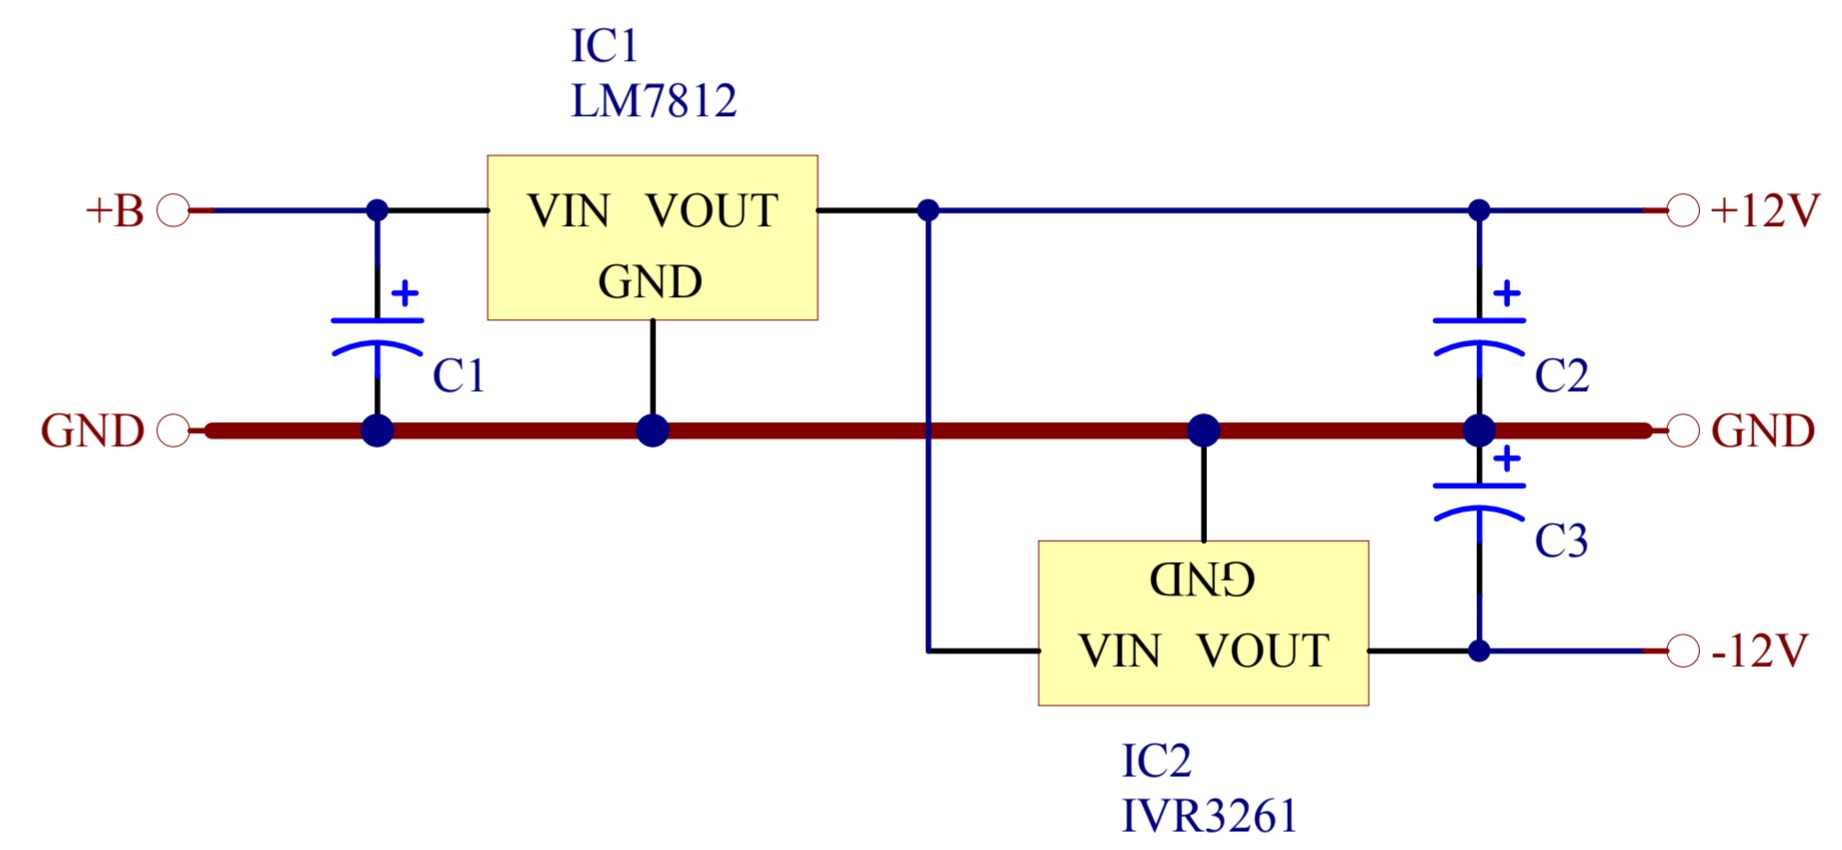 IC1
LM7812
+B
VIN VOUT
GND
+12V
+
+
C1
C2
GND
GND
+
C3
GND
VIN VOUT
-12V
IC2
IVR3261